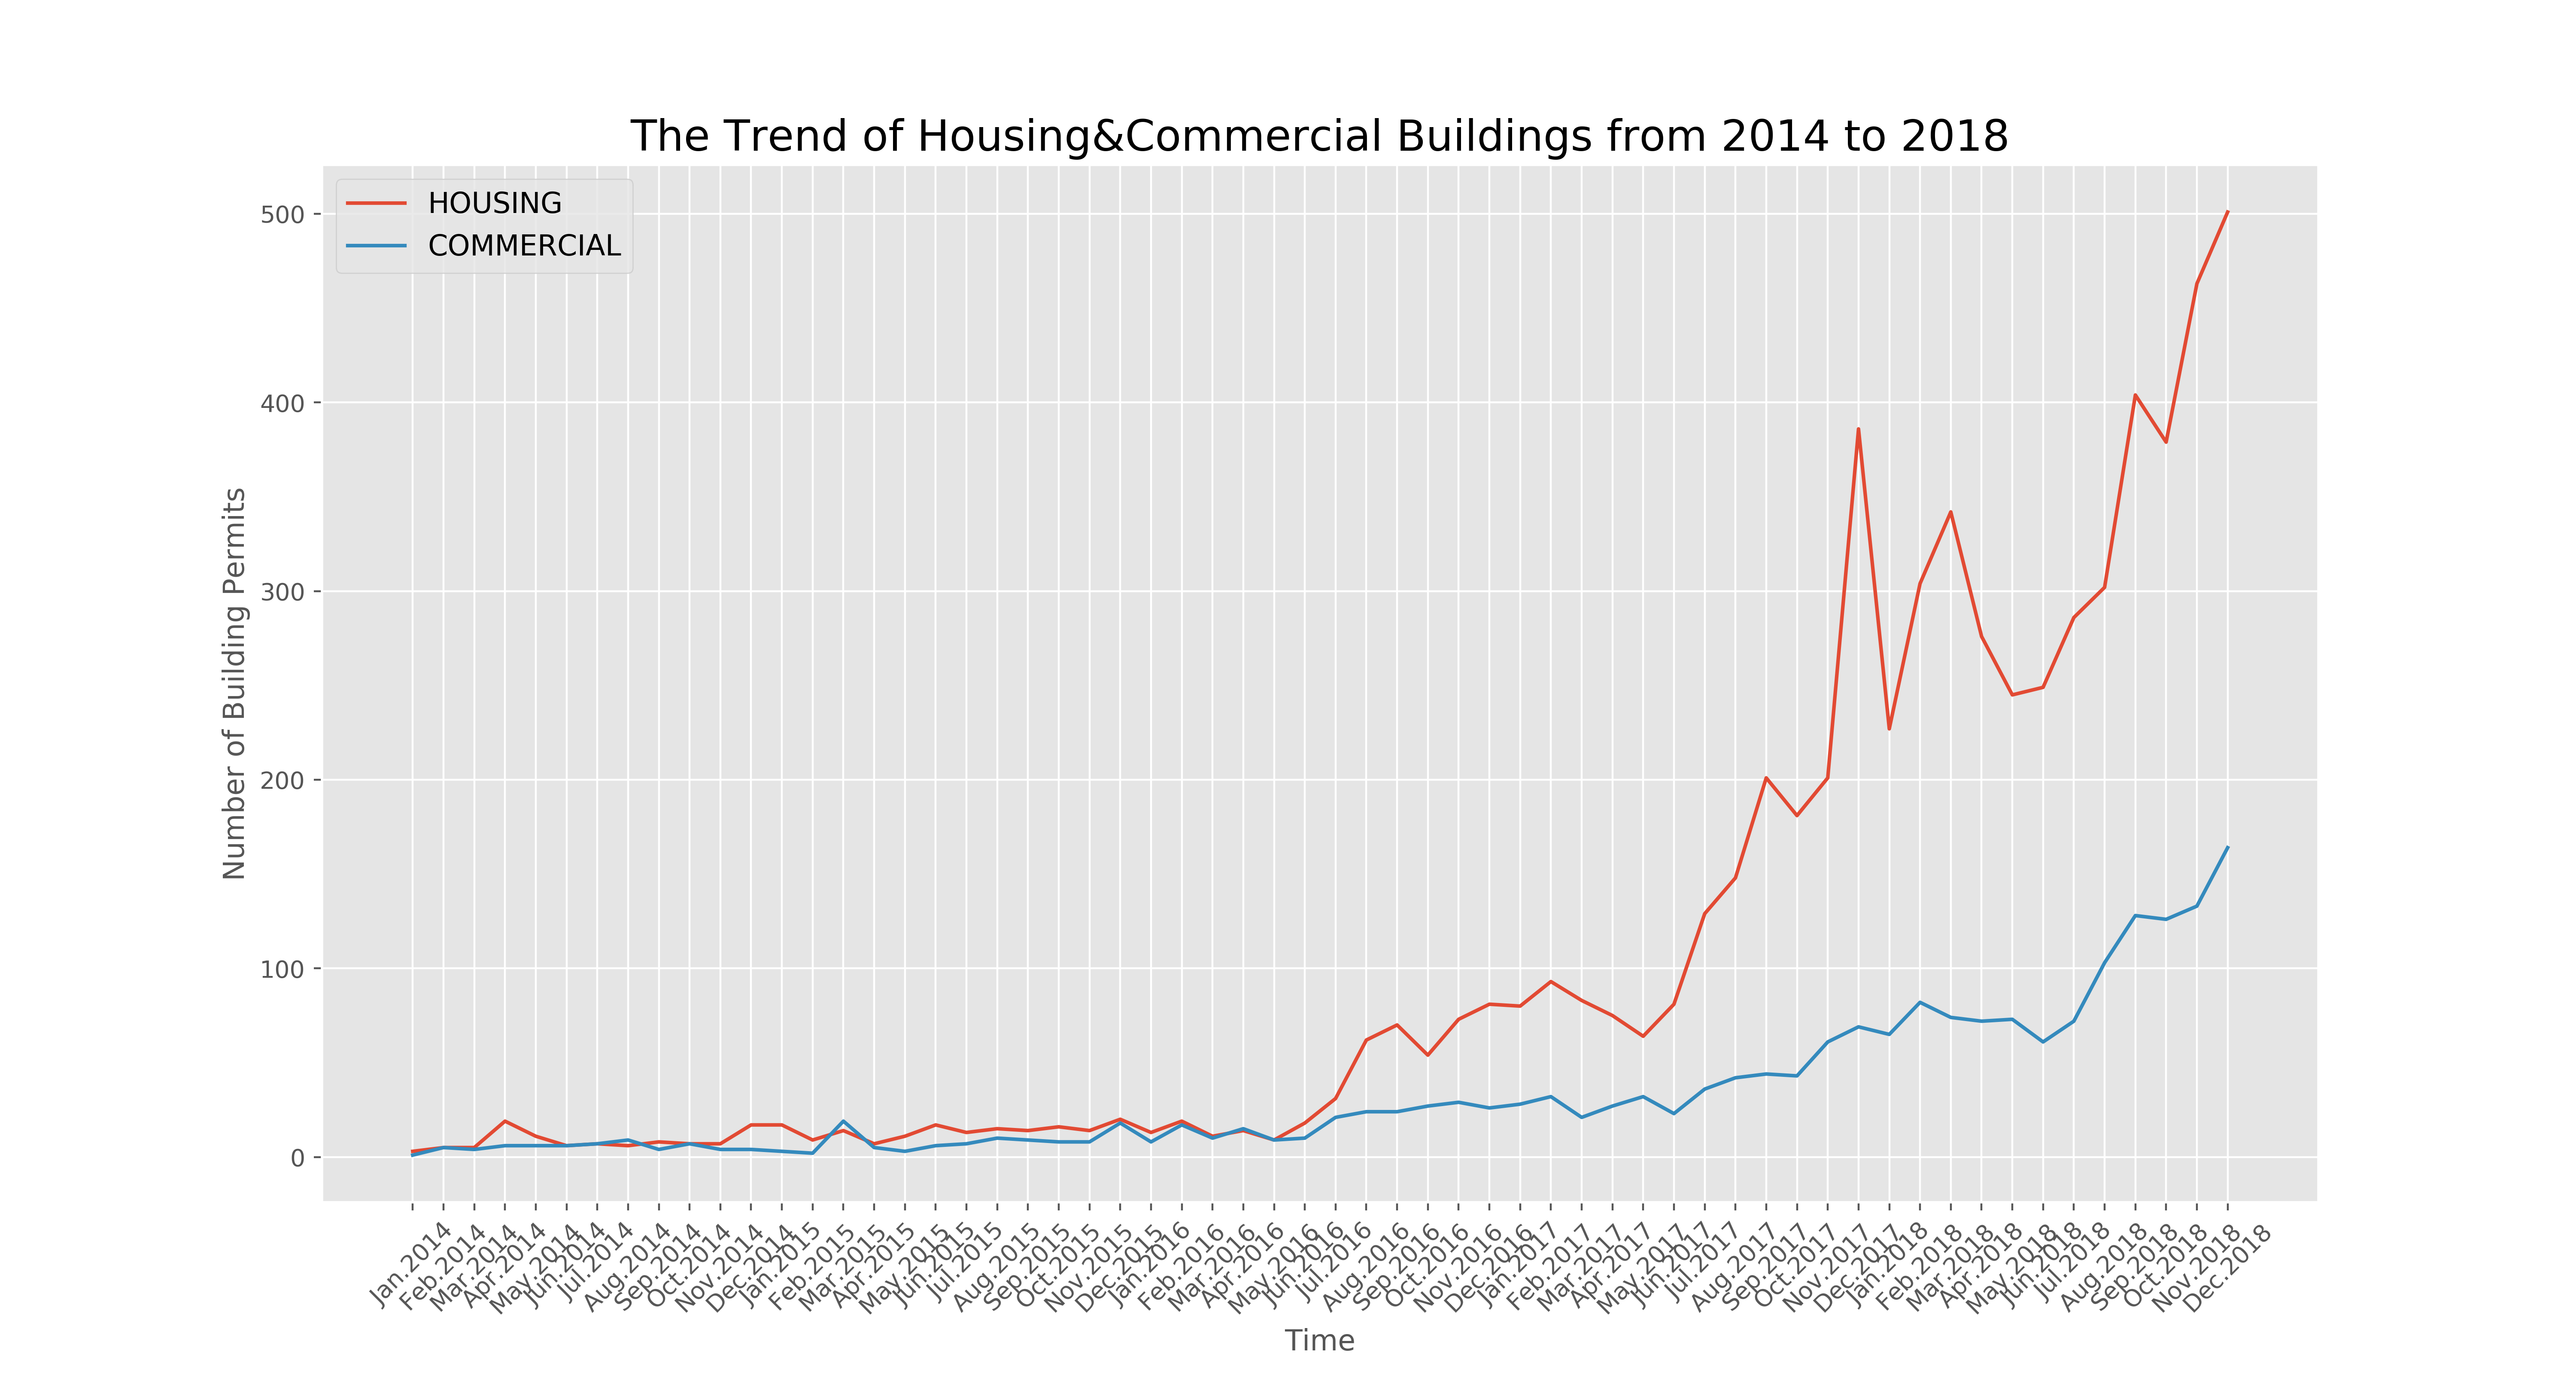 The Trend of Housing&Commercial Buildings from 2014 to 2018
HOUSING
COMMERCIAL
500
400
300
200
100
0
Number of Building Permits
Jan.2014
Feb.2014
Mar.2014
Apr.2014
May.2014
Jun.2014
Jul.2014
Aug.2014
Sep.2014
Oct.2014
Nov.2014
Dec.2014
Jan.2015
Feb.2015
Mar.2015
Apr.2015
May.2015
Jun.2015
Jul.2015
Aug.2015
Sep.2015
Oct.2015
Nov.2015
Dec.2015
Jan.2016
Feb.2016
Mar.2016
Apr.2016
May.2016
Jun.2016
Jul.2016
Aug.2016
Sep.2016
Oct.2016
Nov.2016
Dec.2016
Jan.2017
Feb.2017
Mar.2017
Apr.2017
May.2017
Jun.2017
Jul.2017
Aug.2017
Sep.2017
Oct.2017
Nov.2017
Dec.2017
Jan.2018
Feb.2018
Mar.2018
Apr.2018
May.2018
Jun.2018
Jul.2018
Aug.2018
Sep.2018
Oct.2018
Nov.2018
Dec.2018
Time